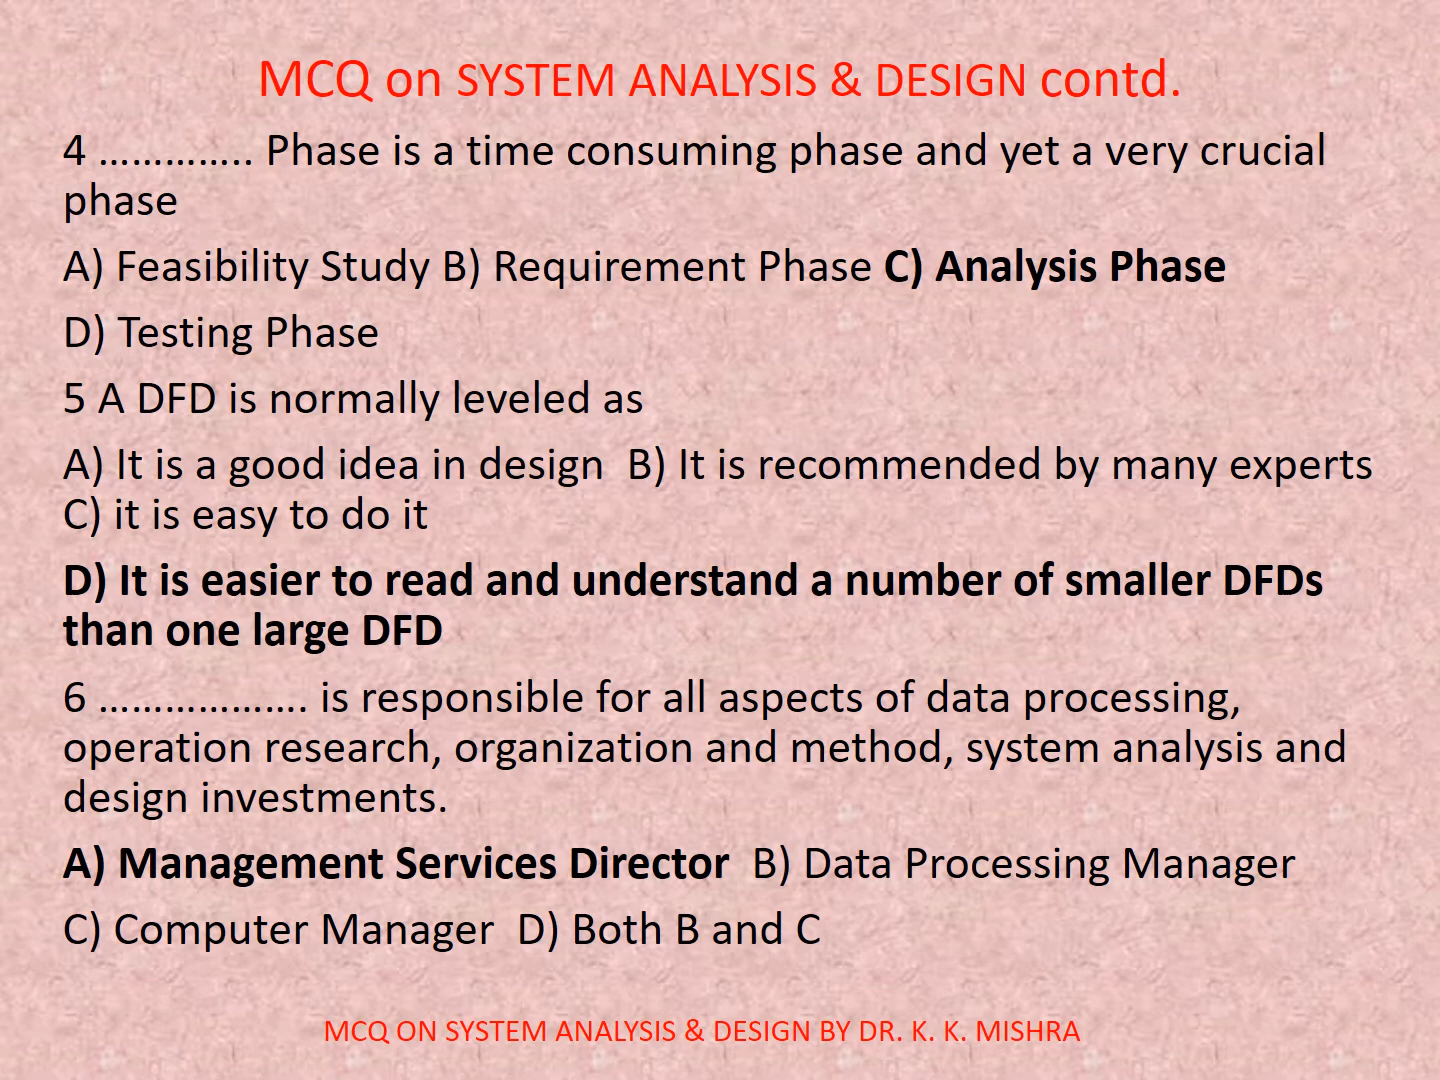 MCQ on SYSTEM ANALYSIS & DESIGN contd.
4 ………….. Phase is a time consuming phase and yet a very crucial
phase
A) Feasibility Study B) Requirement Phase C) Analysis Phase
D) Testing Phase
5 A DFD is normally leveled as
A) It is a good idea in design  B) It is recommended by many experts
C) it is easy to do it
D) It is easier to read and understand a number of smaller DFDs
than one large DFD
6 ………………. is responsible for all aspects of data processing,
operation research, organization and method, system analysis and
design investments.
A) Management Services Director  B) Data Processing Manager
C) Computer Manager  D) Both B and C
MCQ ON SYSTEM ANALYSIS & DESIGN BY DR. K. K. MISHRA